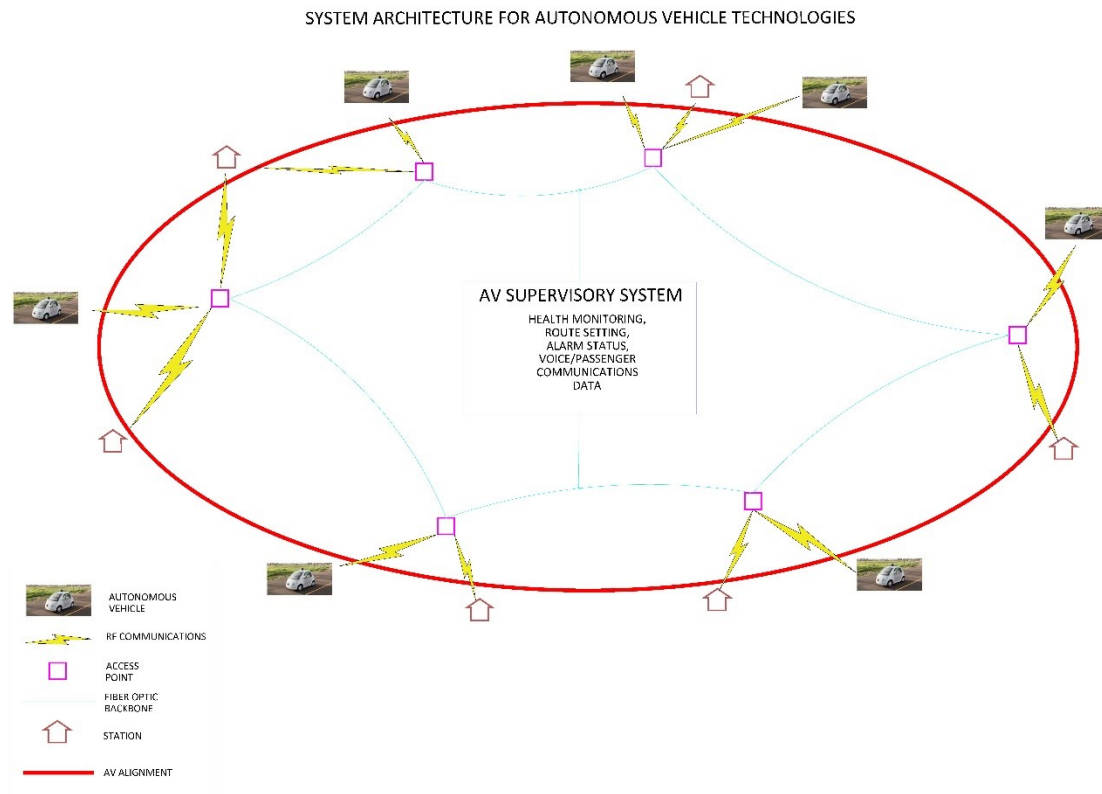 SYSTEM ARCHITECTURE FOR AUTONOMOUS VEHICLE TECHNOLOGIES
AV SUPERVISORY SYSTEM
HEALTH MONITORING,
ROUTE SETTING,
ALARM STATUS,
VOICE/PASSENGER
COMMUNICATIONS
DATA
AUTONOMOUS
VEHICLE
RF COMMUNICATIONS
ACCESS
POINT
FIBER OPTIC
BACKBONE
STATION
AV ALIGNMENT